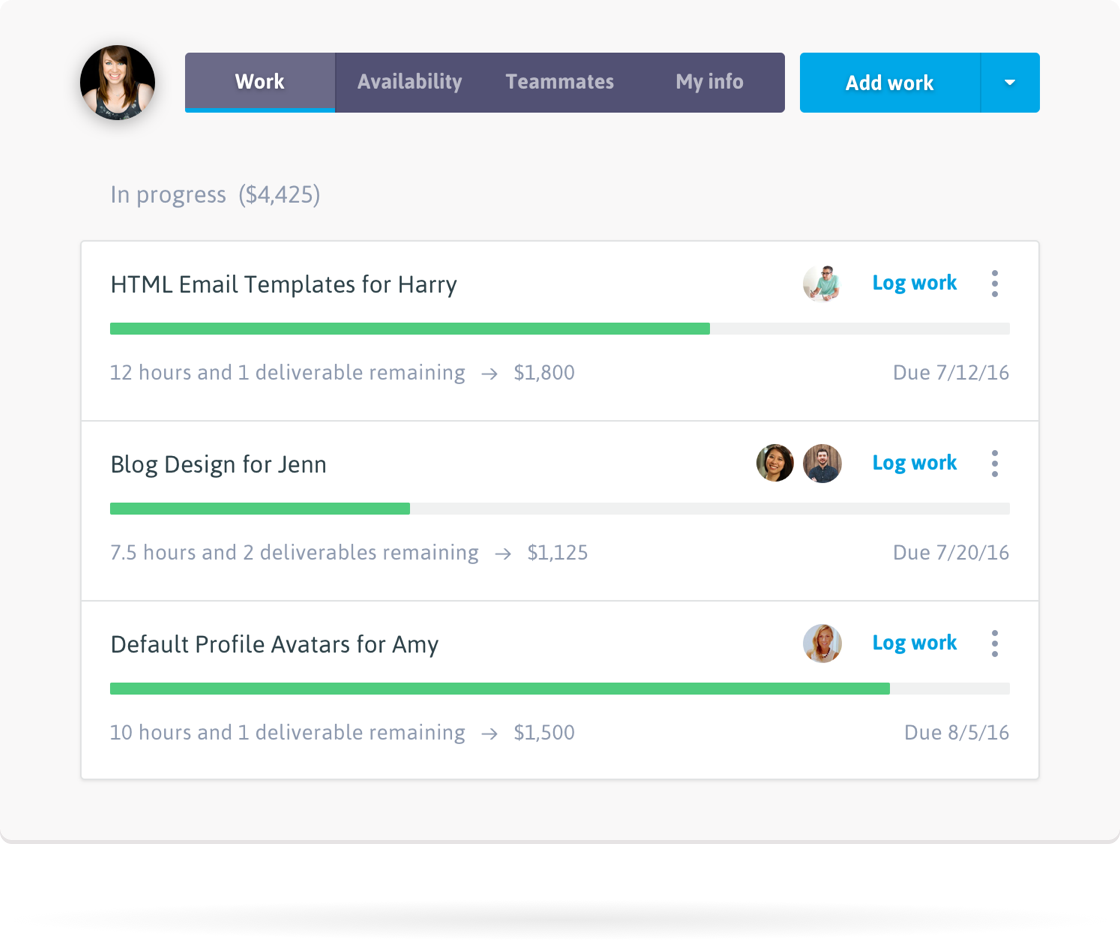 Work Availability Teammates My info Add work
In progress ($4,425)
HTML Email Templates for Harry Log work
12 hours and 1 deliverable remaining → $1,800 Due 7/12/16
Blog Design for Jenn Log work
7.5 hours and 2 deliverables remaining → $1,125 Due 7/20/16
Default Profile Avatars for Amy Log work
10 hours and 1 deliverable remaining → $1,500 Due 8/5/16